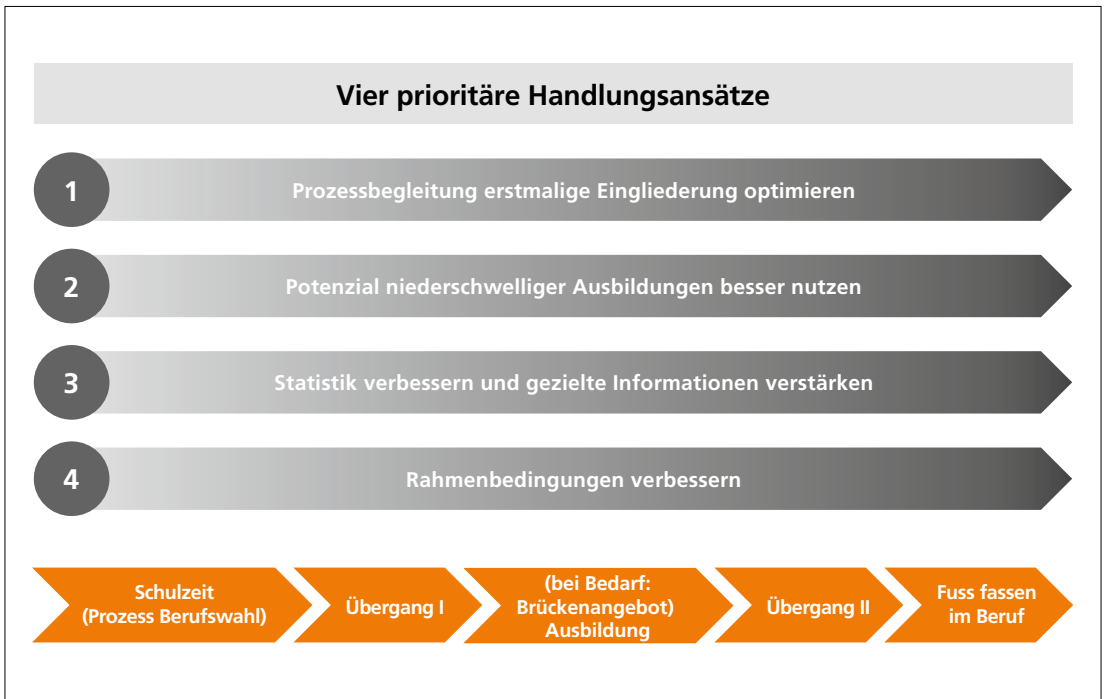 Vier prioritäre Handlungsansätze
1
Prozessbegleitung erstmalige Eingliederung optimieren
2
Potenzial niederschwelliger Ausbildungen besser nutzen
3
Statistik verbessern und gezielte Informationen verstärken
4
Rahmenbedingungen verbessern
Schulzeit
(Prozess Berufswahl)
Übergang I
(bei Bedarf:
Brückenangebot)
Ausbildung
Übergang II
Fuss fassen
im Beruf